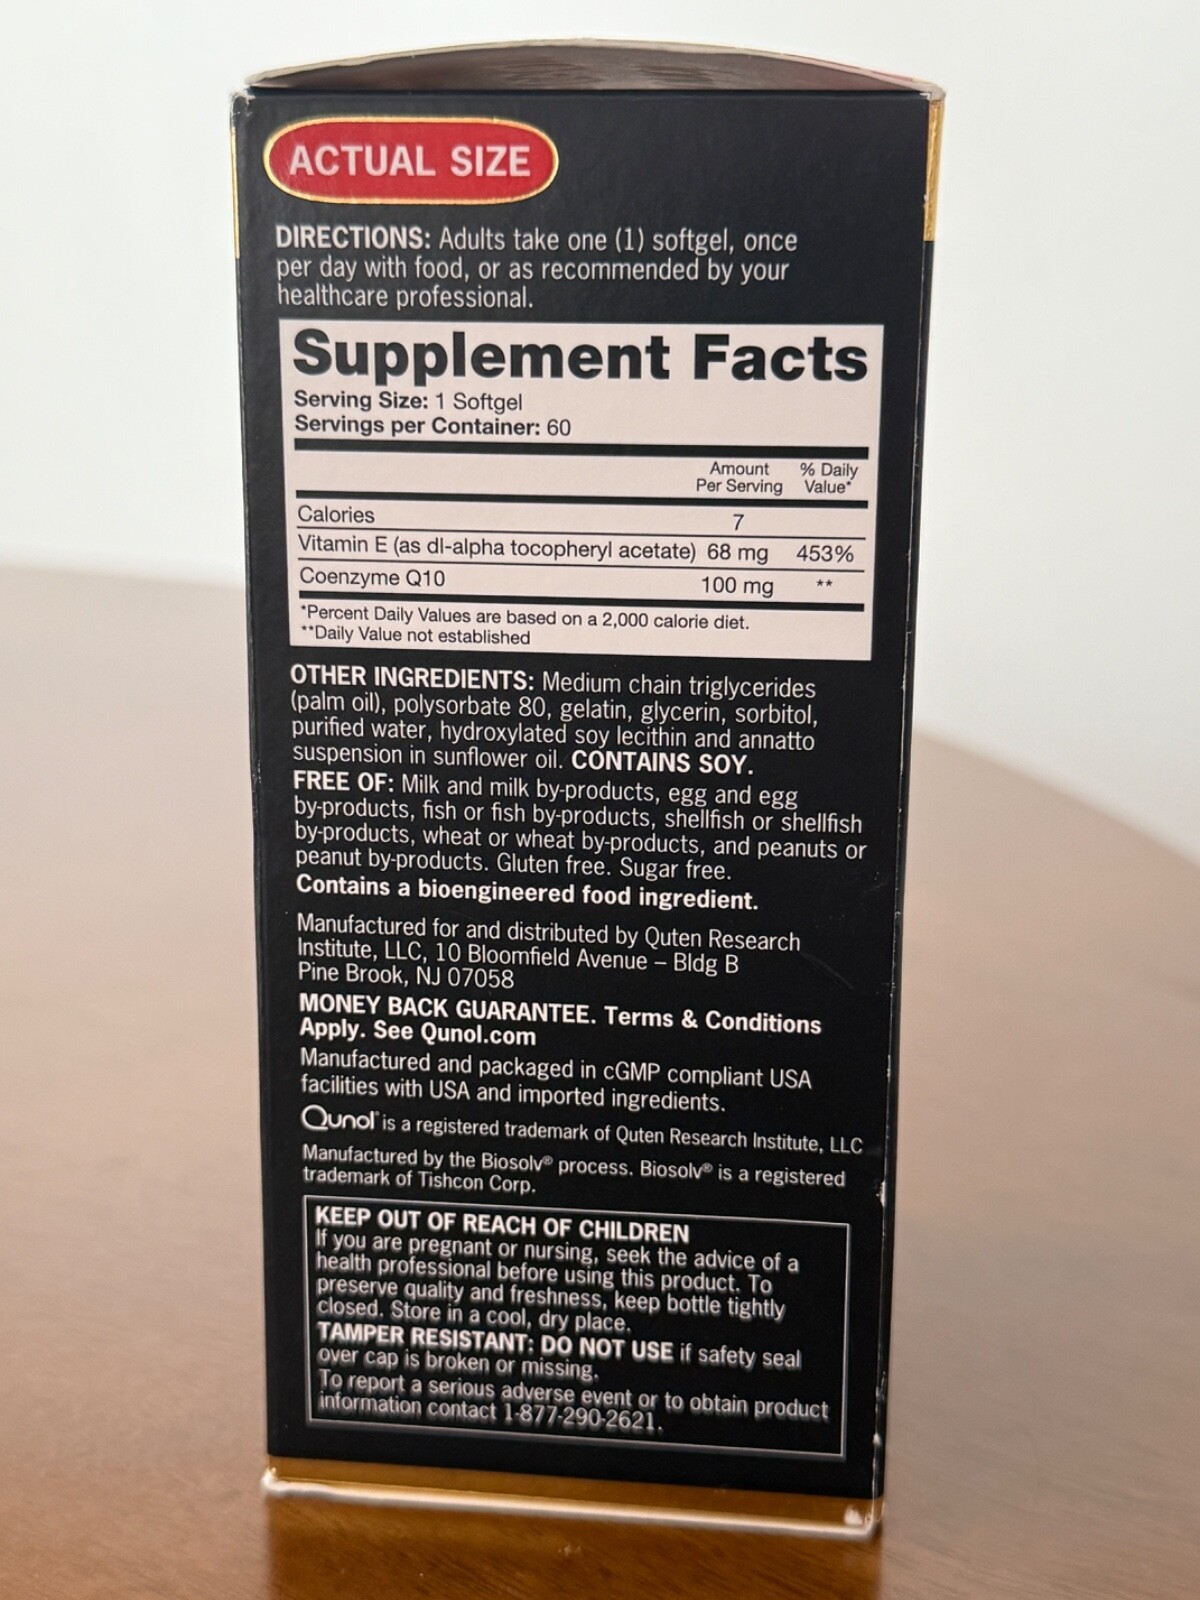 ACTUAL SIZE
DIRECTIONS: Adults take one (1) softgel, once
per day with food, or as recommended by your
healthcare professional.
Supplement Facts
Serving Size: 1 Softgel
Servings per Container: 60
Amount Per Serving % Daily Value*
Calories 7
Vitamin E (as dl-alpha tocopheryl acetate) 68 mg 453%
Coenzyme Q10 100 mg **
*Percent Daily Values are based on a 2,000 calorie diet.
**Daily Value not established
OTHER INGREDIENTS: Medium chain triglycerides
(palm oil), polysorbate 80, gelatin, glycerin, sorbitol,
purified water, hydroxylated soy lecithin and annatto
suspension in sunflower oil. CONTAINS SOY.
FREE OF: Milk and milk by-products, egg and egg
by-products, fish or fish by-products, shellfish or shellfish
by-products, wheat or wheat by-products, and peanuts or
peanut by-products. Gluten free. Sugar free.
Contains a bioengineered food ingredient.
Manufactured for and distributed by Quten Research
Institute, LLC, 10 Bloomfield Avenue – Bldg B
Pine Brook, NJ 07058
MONEY BACK GUARANTEE. Terms & Conditions
Apply. See Qunol.com
Manufactured and packaged in cGMP compliant USA
facilities with USA and imported ingredients.
Qunol® is a registered trademark of Quten Research Institute, LLC
Manufactured by the Biosolv® process. Biosolv® is a registered
trademark of Tishcon Corp.
KEEP OUT OF REACH OF CHILDREN
If you are pregnant or nursing, seek the advice of a
health professional before using this product. To
preserve quality and freshness, keep bottle tightly
closed. Store in a cool, dry place.
TAMPER RESISTANT: DO NOT USE if safety seal
over cap is broken or missing.
To report a serious adverse event or to obtain product
information contact 1-877-290-2621.